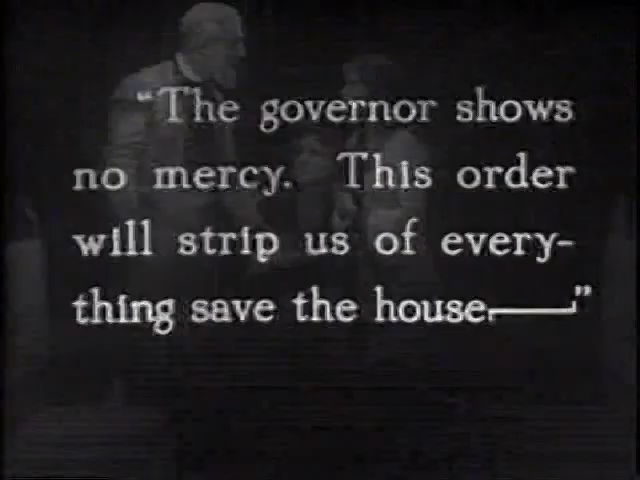 “The governor shows
no mercy. This order
will strip us of every-
thing save the house.——”